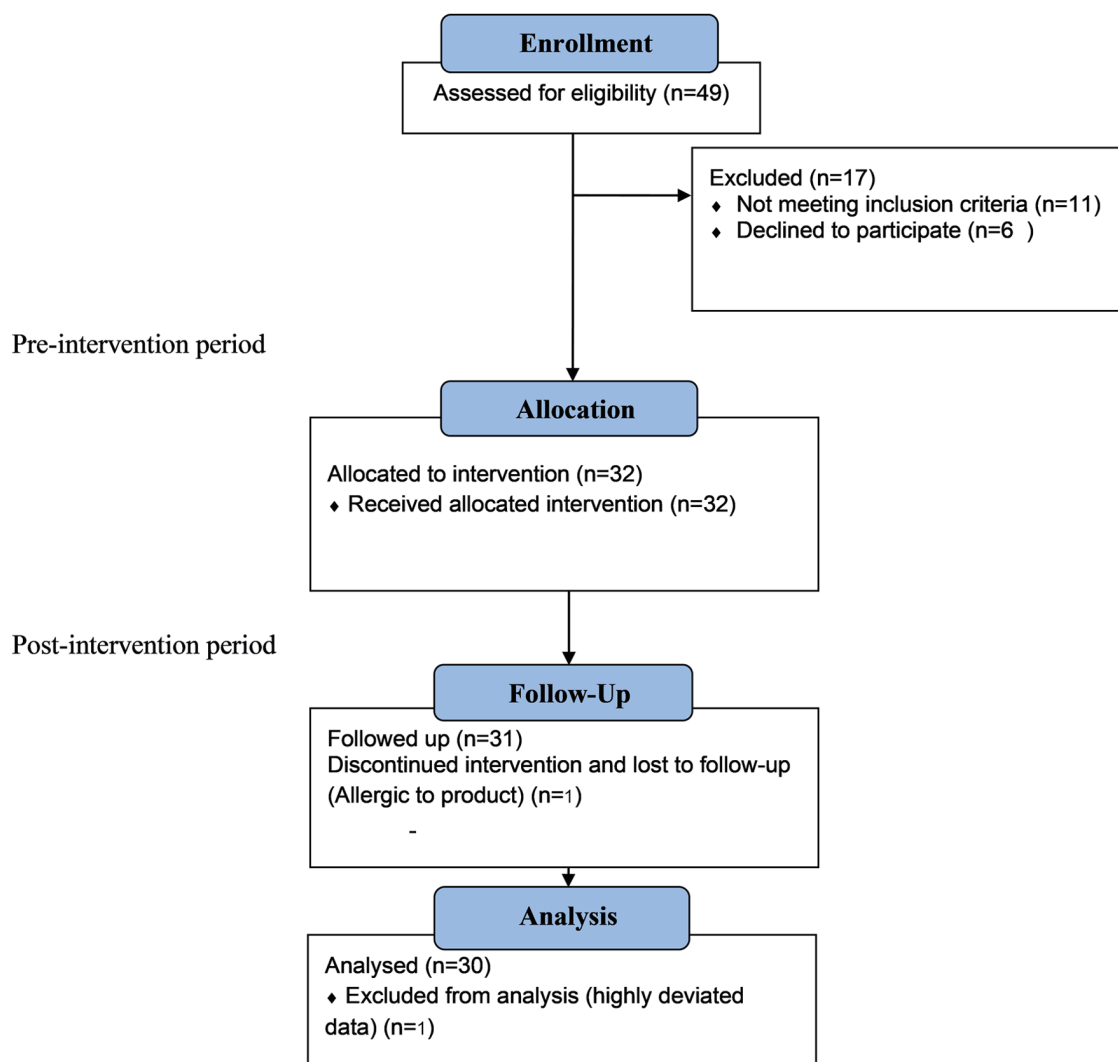 Enrollment
Assessed for eligibility (n=49)
Excluded (n=17)
♦ Not meeting inclusion criteria (n=11)
♦ Declined to participate (n=6 )
Pre-intervention period
Allocation
Allocated to intervention (n=32)
♦ Received allocated intervention (n=32)
Post-intervention period
Follow-Up
Followed up (n=31)
Discontinued intervention and lost to follow-up
(Allergic to product) (n=1)
-
Analysis
Analysed (n=30)
♦ Excluded from analysis (highly deviated
data) (n=1)